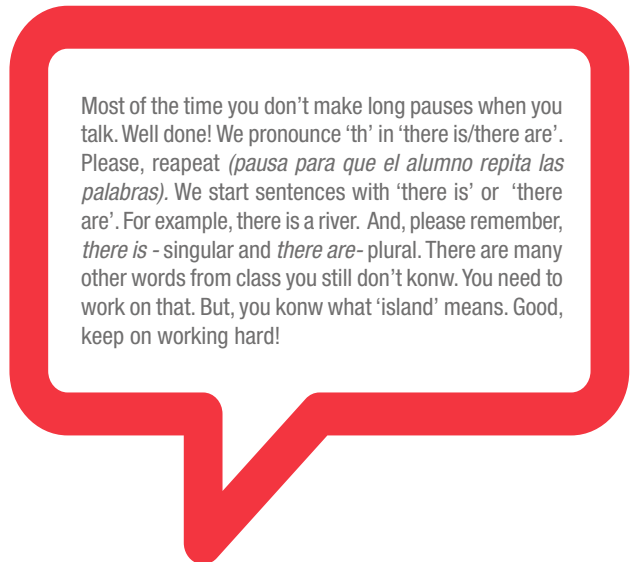 Most of the time you don’t make long pauses when you
talk. Well done! We pronounce ‘th’ in ‘there is/there are’.
Please, reapeat (pausa para que el alumno repita las
palabras). We start sentences with ‘there is’ or ‘there
are’. For example, there is a river. And, please remember,
there is - singular and there are- plural. There are many
other words from class you still don’t konw. You need to
work on that. But, you konw what ‘island’ means. Good,
keep on working hard!